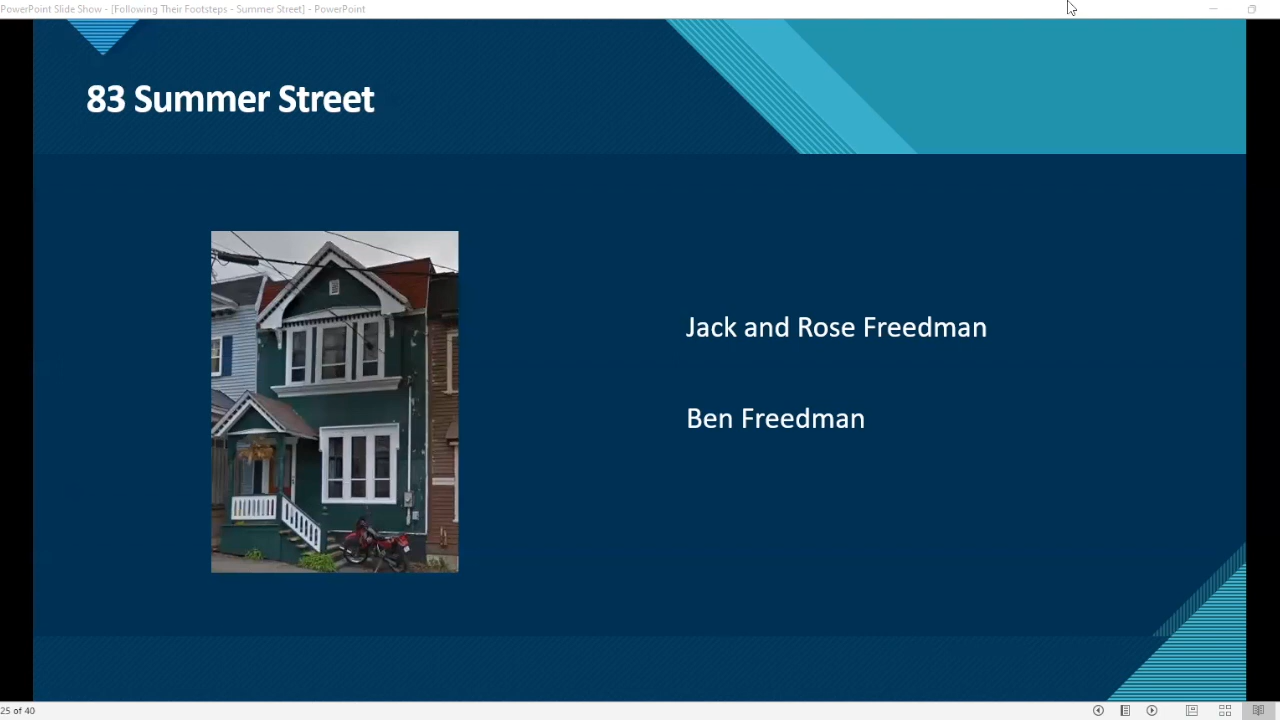 PowerPoint Slide Show - [Following Their Footsteps - Summer Street] - PowerPoint
83 Summer Street
Jack and Rose Freedman
Ben Freedman
25 of 40